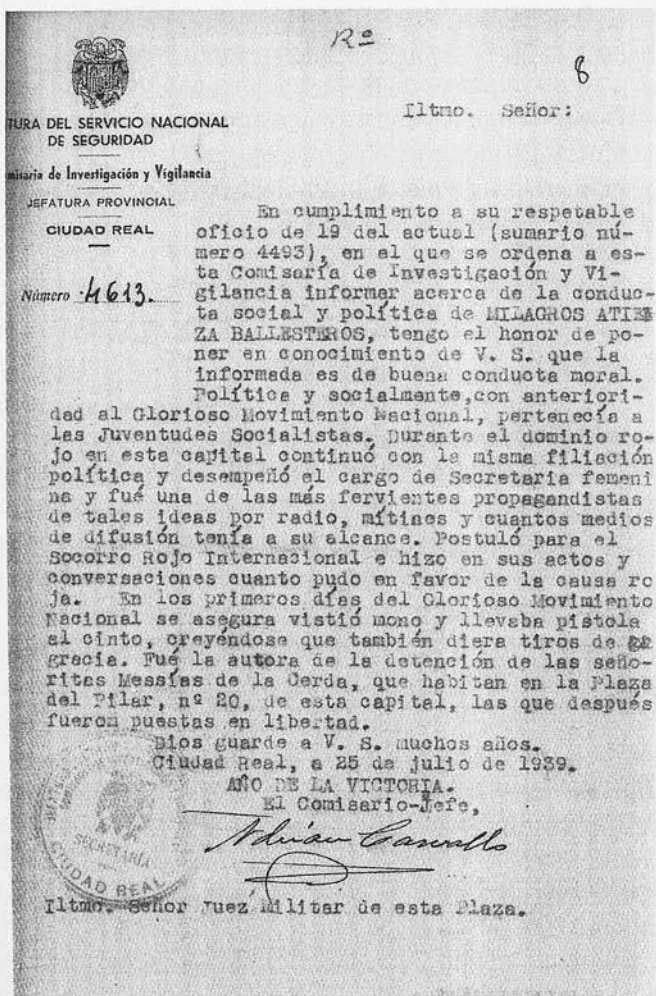 Rº
8
Iltmo. Señor:
TURA DEL SERVICIO NACIONAL
DE SEGURIDAD
misaria de Investigación y Vigilancia
JEFATURA PROVINCIAL
CIUDAD REAL
Número 4613.
En cumplimiento a su respetable
oficio de 19 del actual (sumario nú-
mero 4493), en el que se ordena a es-
ta Comisaría de Investigación y Vi-
gilancia informar acerca de la conduc-
ta social y política de MILAGROS ATIEN
ZA BALLESTEROS, tengo el honor de po-
ner en conocimiento de V. S. que la
informada es de buena conducta moral.
Política y socialmente,con anteriori-
dad al Glorioso Movimiento Nacional, pertenecía a
las Juventudes Socialistas. Durante el dominio ro-
jo en esta capital continuó con la misma filiación
política y desempeñó el cargo de Secretaria femeni
na y fué una de las más fervientes propagandistas
de tales ideas por radio, mítines y cuantos medios
de difusión tenía a su alcance. Postuló para el
Socorro Rojo Internacional e hizo en sus actos y
conversaciones cuanto pudo en favor de la causa ro
ja. En los primeros días del Glorioso Movimiento
Nacional se asegura vistió mono y llevaba pistola
al cinto, creyéndose que también diera tiros de
gracia. Fué la autora de la detención de las seño-
ritas Messías de la Cerda, que habitan en la Plaza
del Pilar, nº 20, de esta capital, las que después
fueron puestas en libertad.
Dios guarde a V. S. muchos años.
Ciudad Real, a 25 de julio de 1939.
AÑO DE LA VICTORIA.
El Comisario-Jefe,
Adrián
SECRETARÍA
CIUDAD REAL
Iltmo. Señor Juez Militar de esta Plaza.